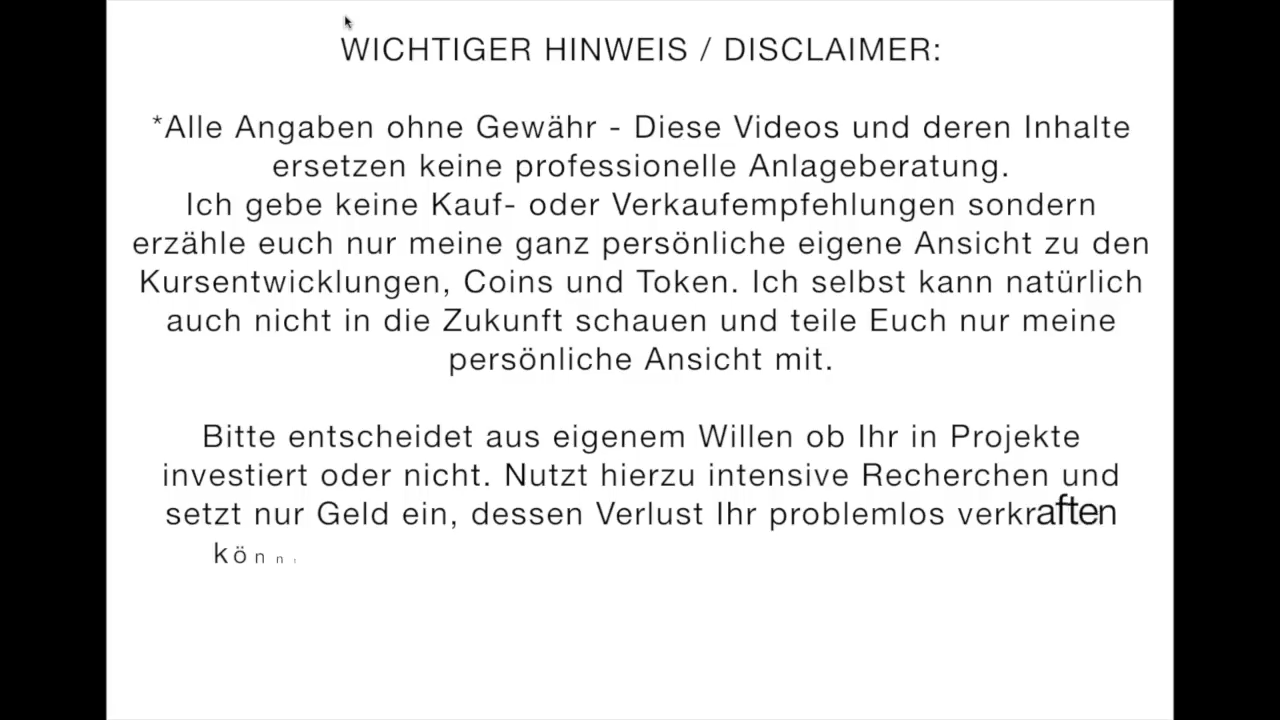 WICHTIGER HINWEIS / DISCLAIMER:
*Alle Angaben ohne Gewähr - Diese Videos und deren Inhalte
ersetzen keine professionelle Anlageberatung.
Ich gebe keine Kauf- oder Verkaufempfehlungen sondern
erzähle euch nur meine ganz persönliche eigene Ansicht zu den
Kursentwicklungen, Coins und Token. Ich selbst kann natürlich
auch nicht in die Zukunft schauen und teile Euch nur meine
persönliche Ansicht mit.
Bitte entscheidet aus eigenem Willen ob Ihr in Projekte
investiert oder nicht. Nutzt hierzu intensive Recherchen und
setzt nur Geld ein, dessen Verlust Ihr problemlos verkraften